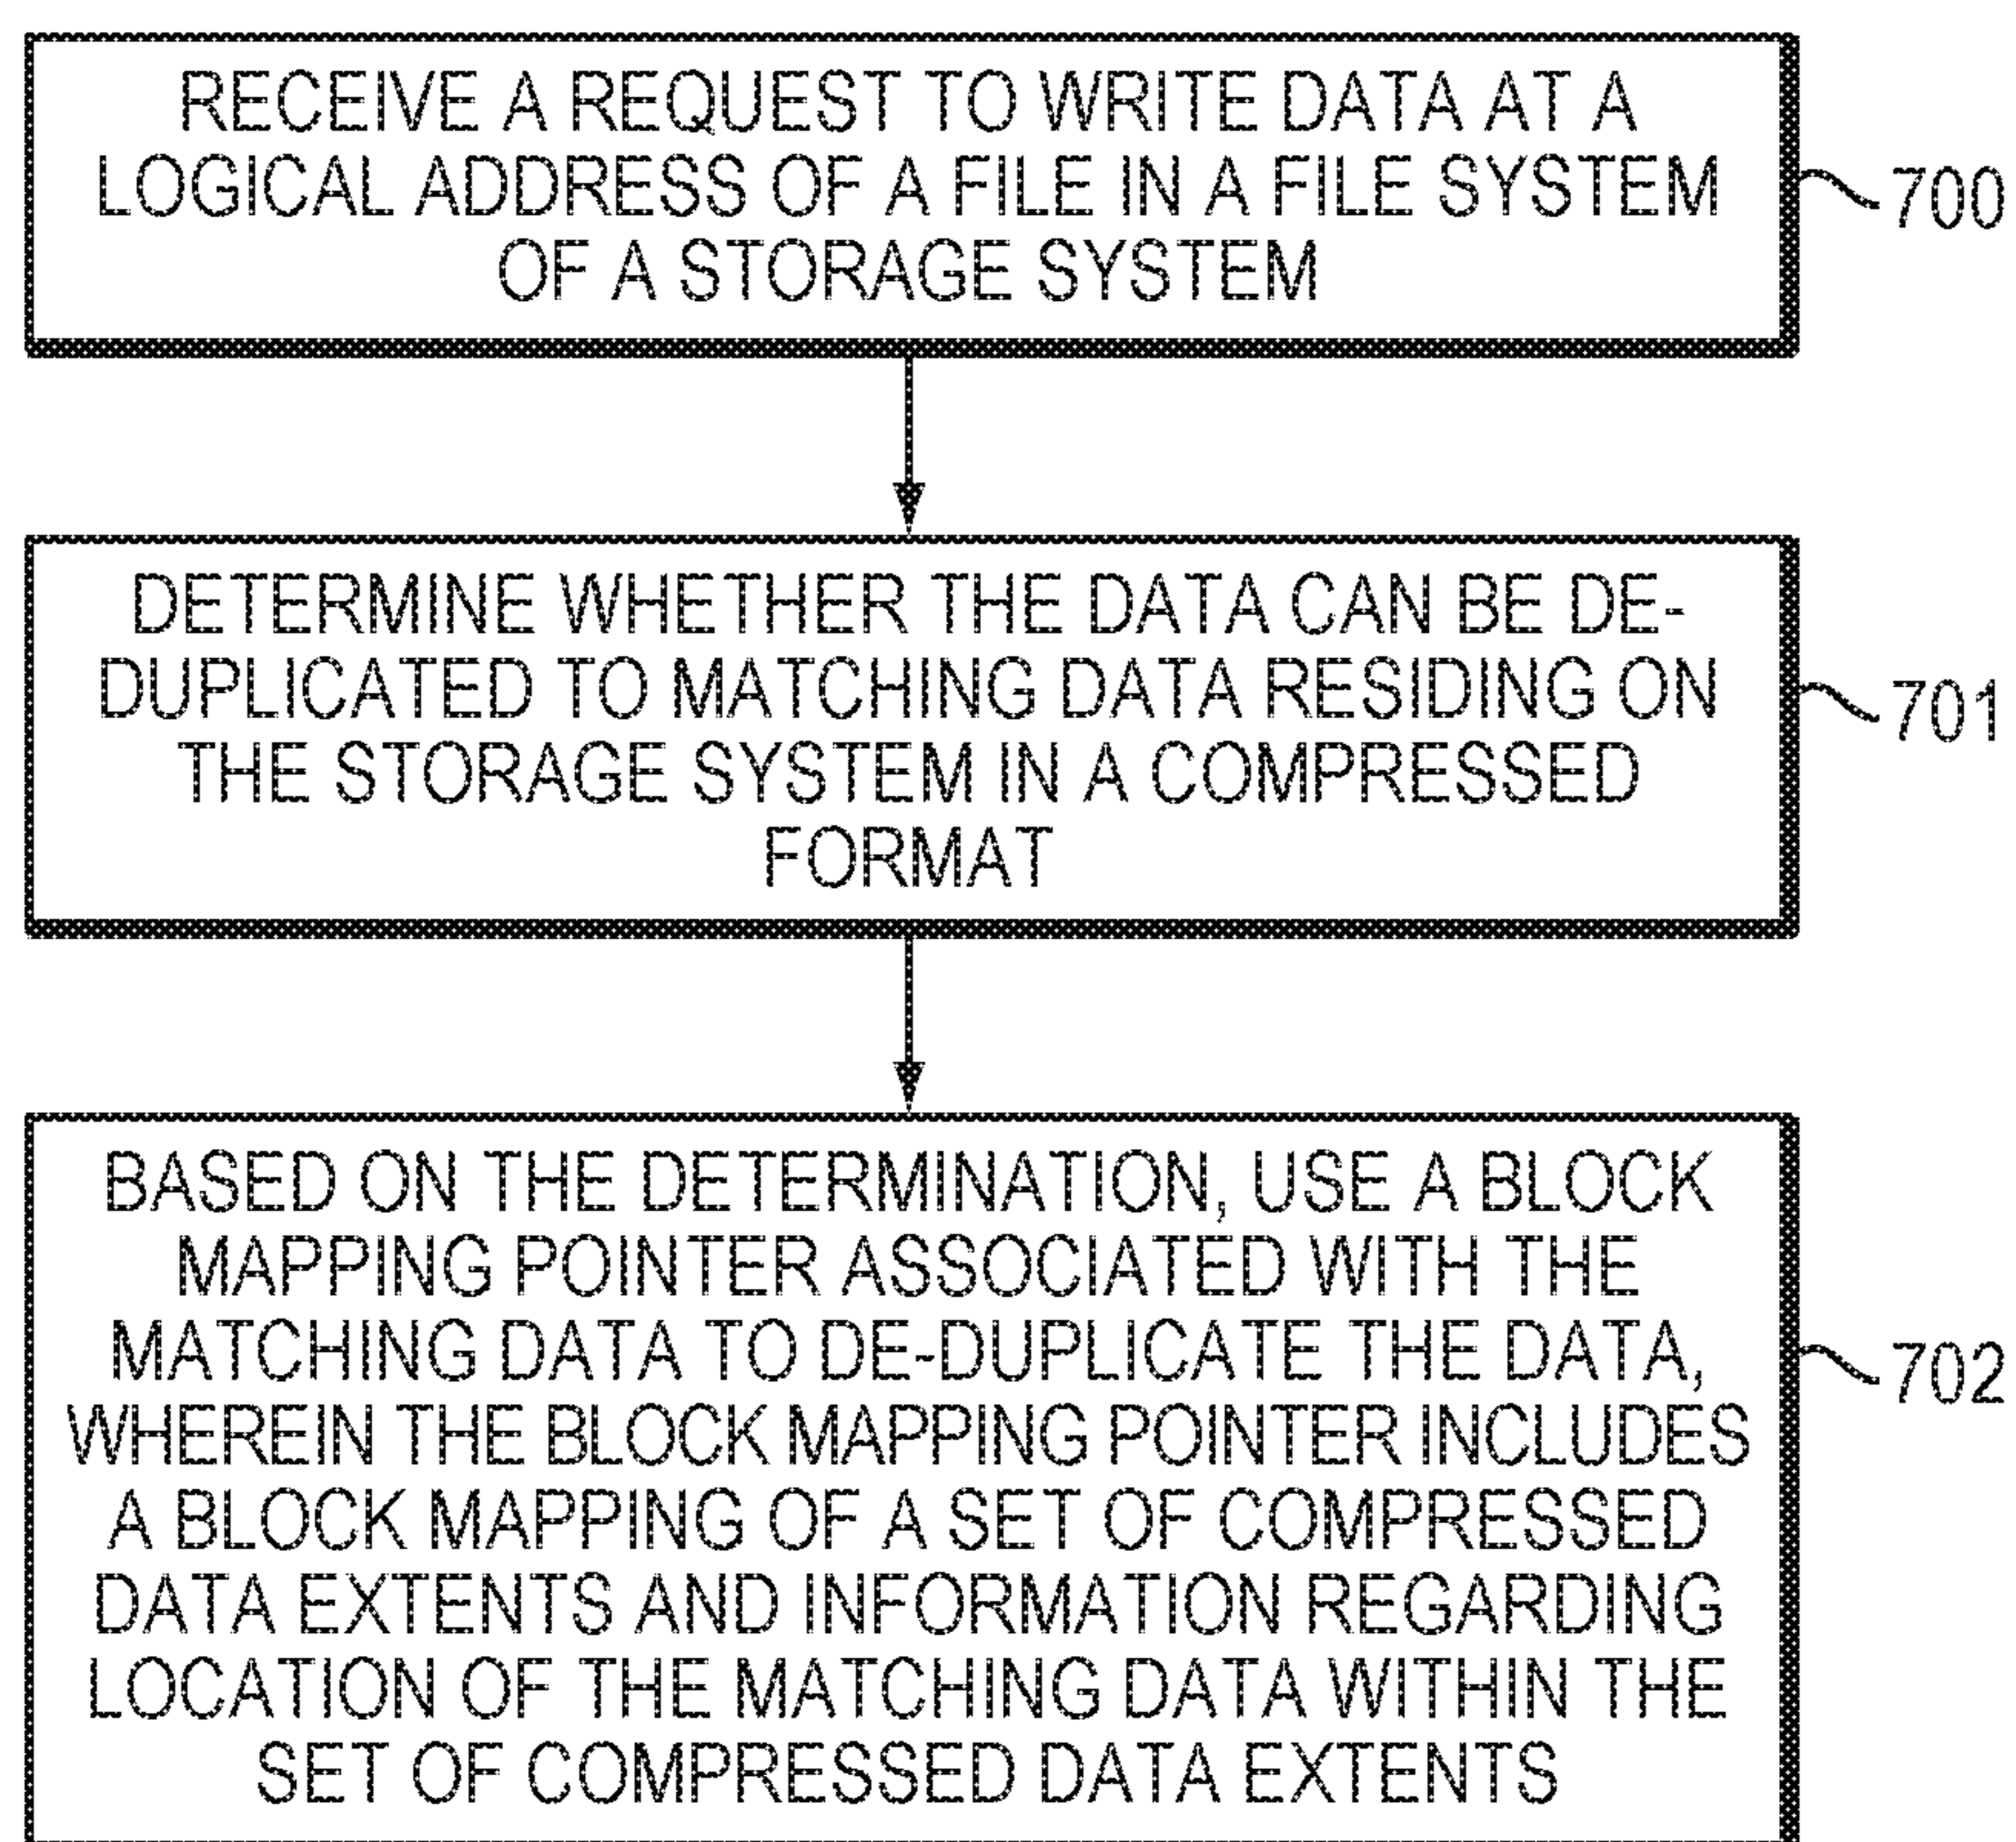 RECEIVE A REQUEST TO WRITE DATA AT A
LOGICAL ADDRESS OF A FILE IN A FILE SYSTEM
OF A STORAGE SYSTEM
700
DETERMINE WHETHER THE DATA CAN BE DE-
DUPLICATED TO MATCHING DATA RESIDING ON
THE STORAGE SYSTEM IN A COMPRESSED
FORMAT
701
BASED ON THE DETERMINATION, USE A BLOCK
MAPPING POINTER ASSOCIATED WITH THE
MATCHING DATA TO DE-DUPLICATE THE DATA,
WHEREIN THE BLOCK MAPPING POINTER INCLUDES
A BLOCK MAPPING OF A SET OF COMPRESSED
DATA EXTENTS AND INFORMATION REGARDING
LOCATION OF THE MATCHING DATA WITHIN THE
SET OF COMPRESSED DATA EXTENTS
702